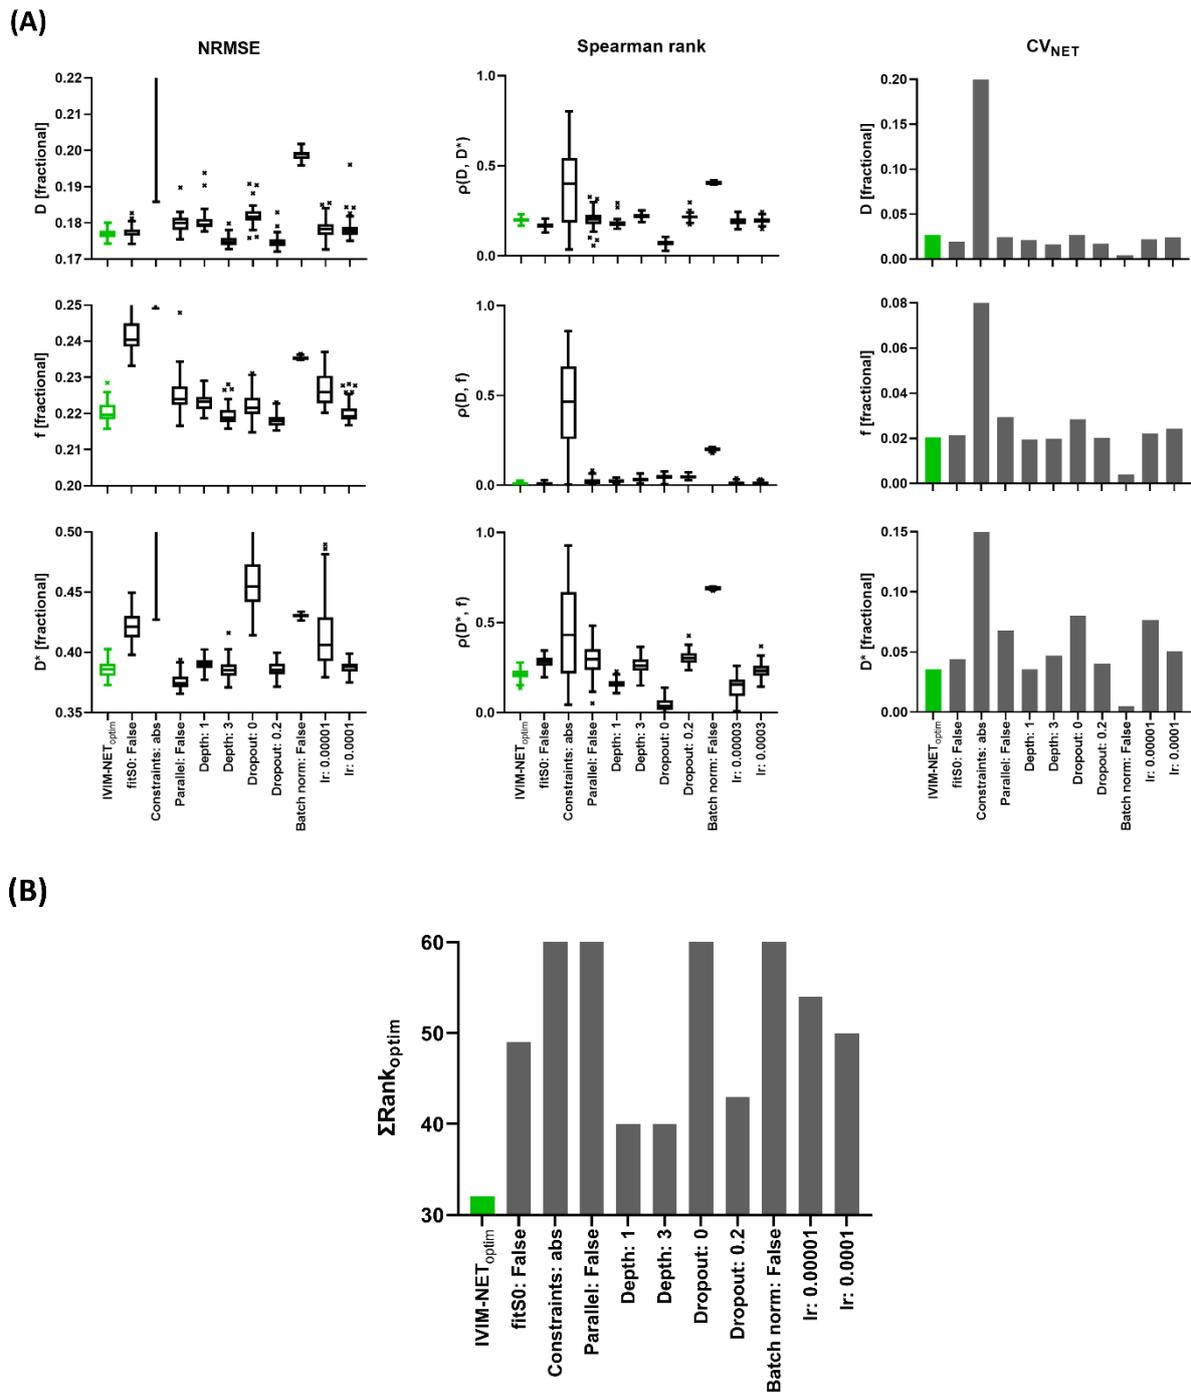 (A)
NRMSE
Spearman rank
CV_NET
D [fractional]
0.22
0.21
0.20
0.19
0.18
0.17
ρ(D, D*)
1.0
0.5
0.0
D [fractional]
0.20
0.15
0.10
0.05
0.00
f [fractional]
0.25
0.24
0.23
0.22
0.21
0.20
ρ(D, f)
1.0
0.5
0.0
f [fractional]
0.08
0.06
0.04
0.02
0.00
D* [fractional]
0.50
0.45
0.40
0.35
IVIM-NET_optim
fitS0: False
Constraints: abs
Parallel: False
Depth: 1
Depth: 3
Dropout: 0
Dropout: 0.2
Batch norm: False
lr: 0.00001
lr: 0.0001
ρ(D*, f)
1.0
0.5
0.0
IVIM-NET_optim
fitS0: False
Constraints: abs
Parallel: False
Depth: 1
Depth: 3
Dropout: 0
Dropout: 0.2
Batch norm: False
lr: 0.00003
lr: 0.0003
D* [fractional]
0.15
0.10
0.05
0.00
IVIM-NET_optim
fitS0: False
Constraints: abs
Parallel: False
Depth: 1
Depth: 3
Dropout: 0
Dropout: 0.2
Batch norm: False
lr: 0.00001
lr: 0.0001
(B)
ΣRank_optim
60
50
40
30
IVIM-NET_optim
fitS0: False
Constraints: abs
Parallel: False
Depth: 1
Depth: 3
Dropout: 0
Dropout: 0.2
Batch norm: False
lr: 0.00001
lr: 0.0001